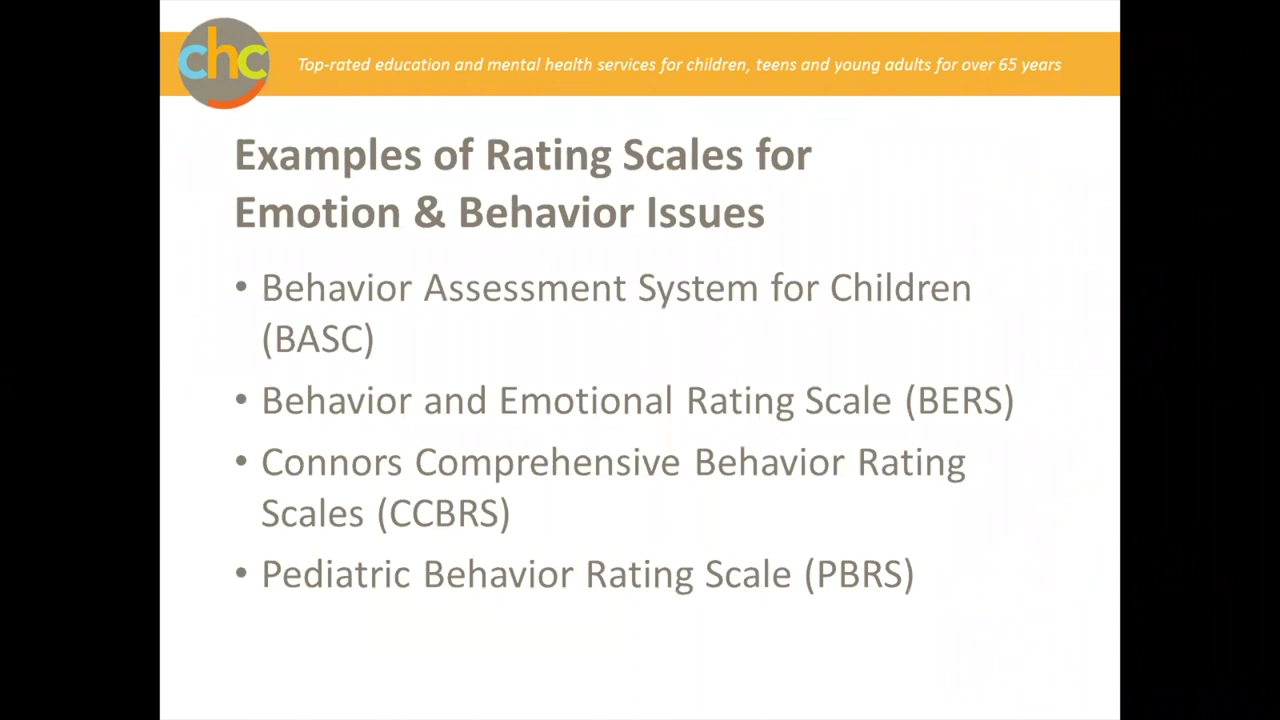 chc
Top-rated education and mental health services for children, teens and young adults for over 65 years
Examples of Rating Scales for
Emotion & Behavior Issues
• Behavior Assessment System for Children
(BASC)
• Behavior and Emotional Rating Scale (BERS)
• Connors Comprehensive Behavior Rating
Scales (CCBRS)
• Pediatric Behavior Rating Scale (PBRS)